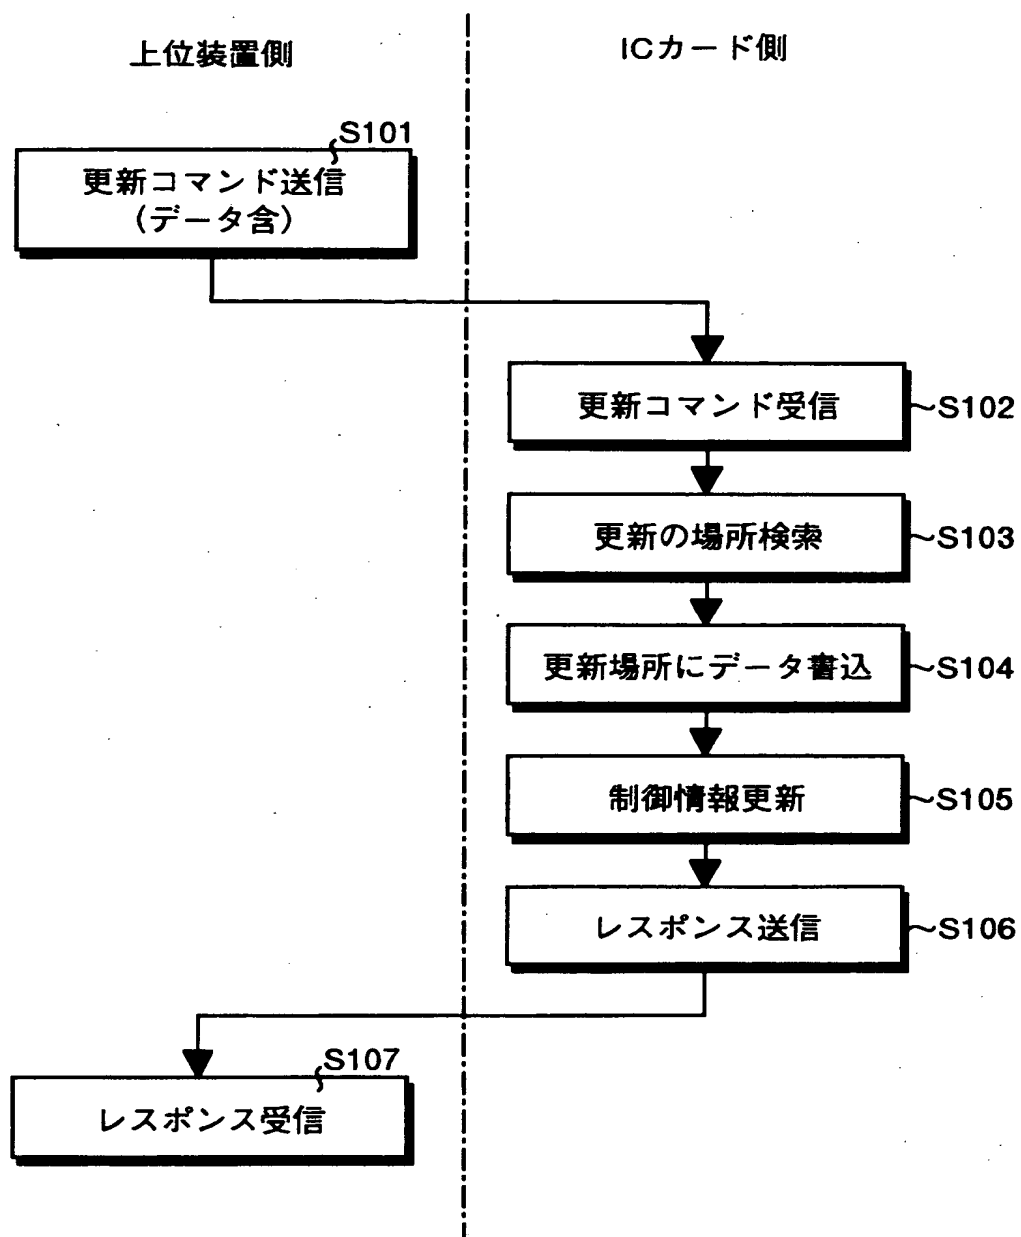 上位装置側
ICカード側
S101
更新コマンド送信
(データ含)
更新コマンド受信
S102
更新の場所検索
S103
更新場所にデータ書込
S104
制御情報更新
S105
レスポンス送信
S106
S107
レスポンス受信